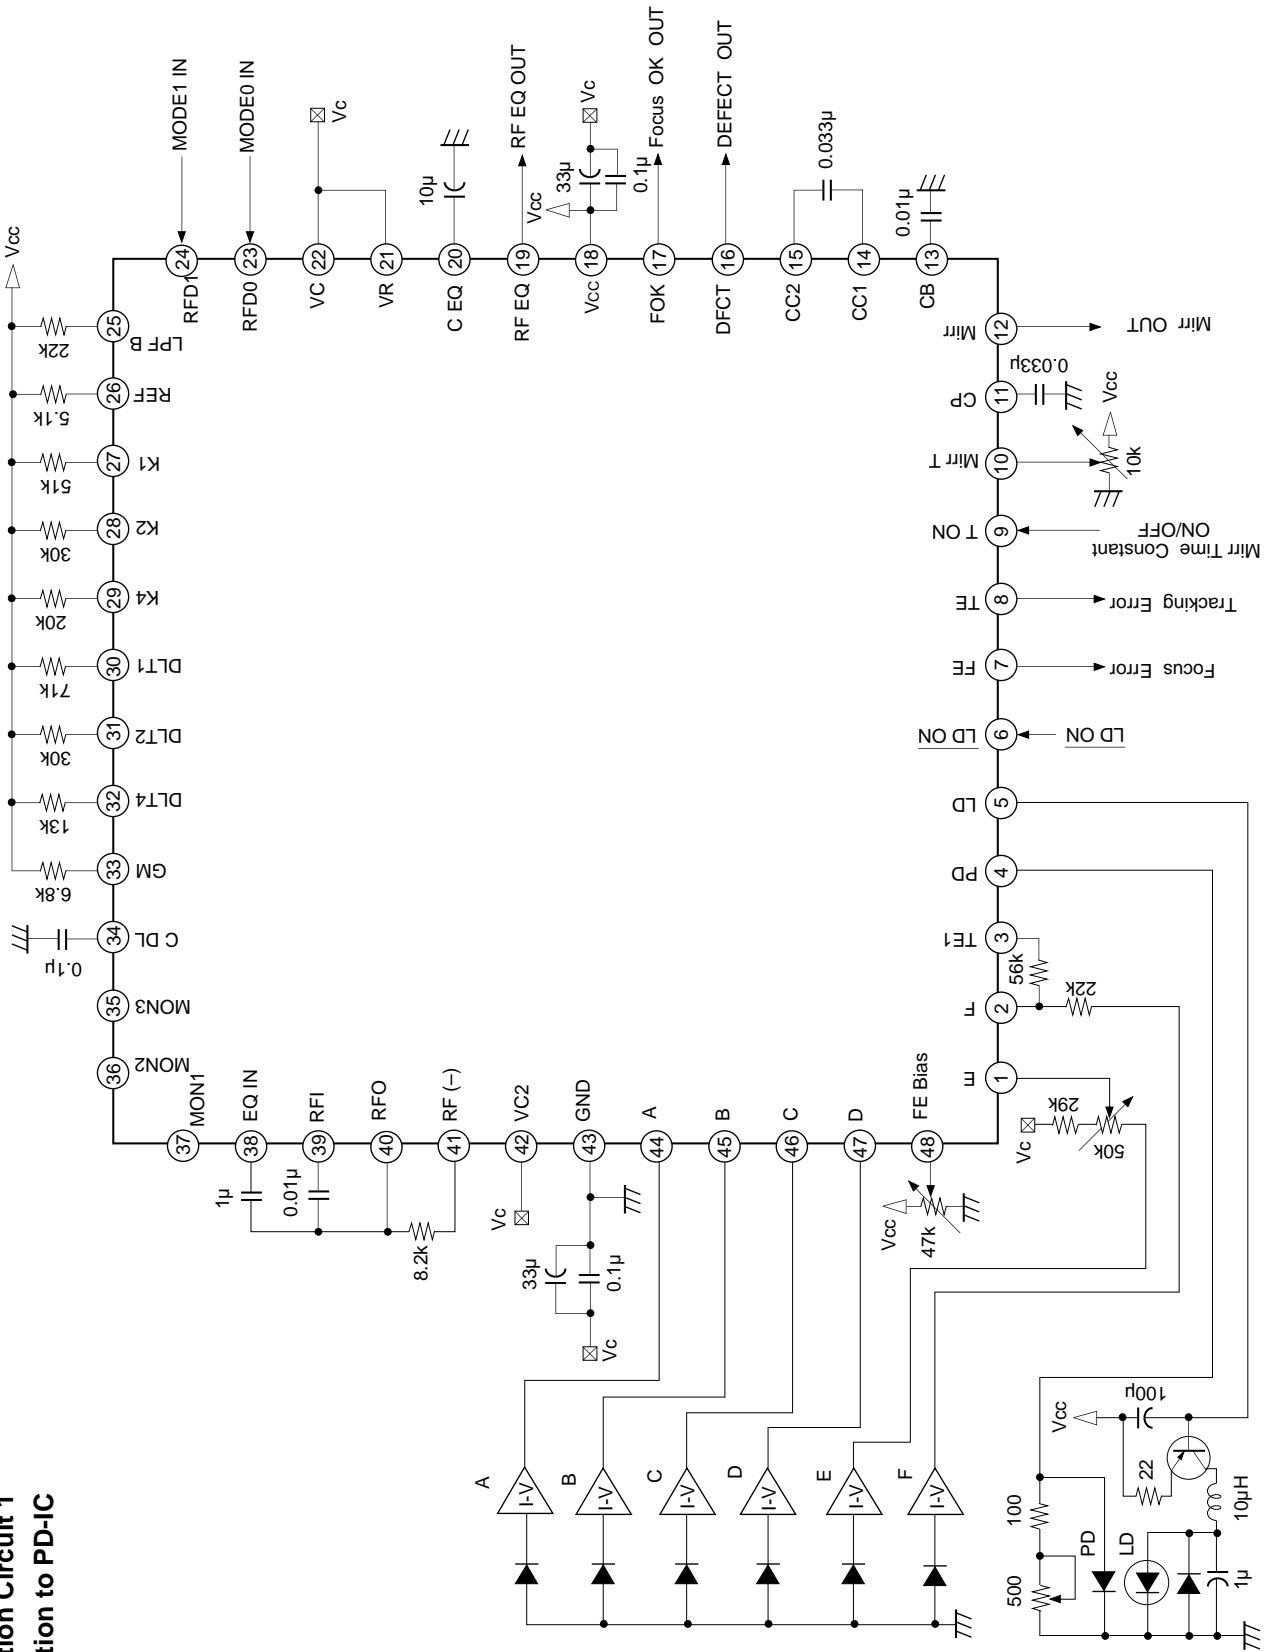 tion Circuit 1
tion to PD-IC
Vcc
MODE1 IN
MODE0 IN
Vc
10µ
RF EQ OUT
Vcc
33µ
0.1µ
Vc
Focus OK OUT
DEFECT OUT
0.033µ
0.01µ
24
RFD1
23
RFD0
22
VC
21
VR
20
C EQ
19
RF EQ
18
Vcc
17
FOK
16
DFCT
15
CC2
14
CC1
13
CB
22k
25
LPF B
5.1k
26
REF
51k
27
K1
30k
28
K2
20k
29
K4
71k
30
DLT1
30k
31
DLT2
13k
32
DLT4
6.8k
33
GM
0.1µ
34
C DL
35
MON3
36
MON2
12
Mirr
Mirr OUT
11
CP
0.033µ
10
Mirr T
Vcc
10k
9
T ON
Mirr Time Constant
ON/OFF
8
TE
Tracking Error
7
FE
Focus Error
6
LD ON
LD ON
5
LD
4
PD
3
TE1
56k
2
F
22k
1
E
29k
Vc
50k
37
MON1
38
EQ IN
39
RFI
40
RFO
41
RF (–)
42
VC2
43
GND
44
A
45
B
46
C
47
D
48
FE Bias
1µ
0.01µ
8.2k
Vc
33µ
0.1µ
Vc
Vcc
47k
A
I-V
B
I-V
C
I-V
D
I-V
E
I-V
F
I-V
Vcc
100µ
22
10µH
100
500
PD
LD
1µ